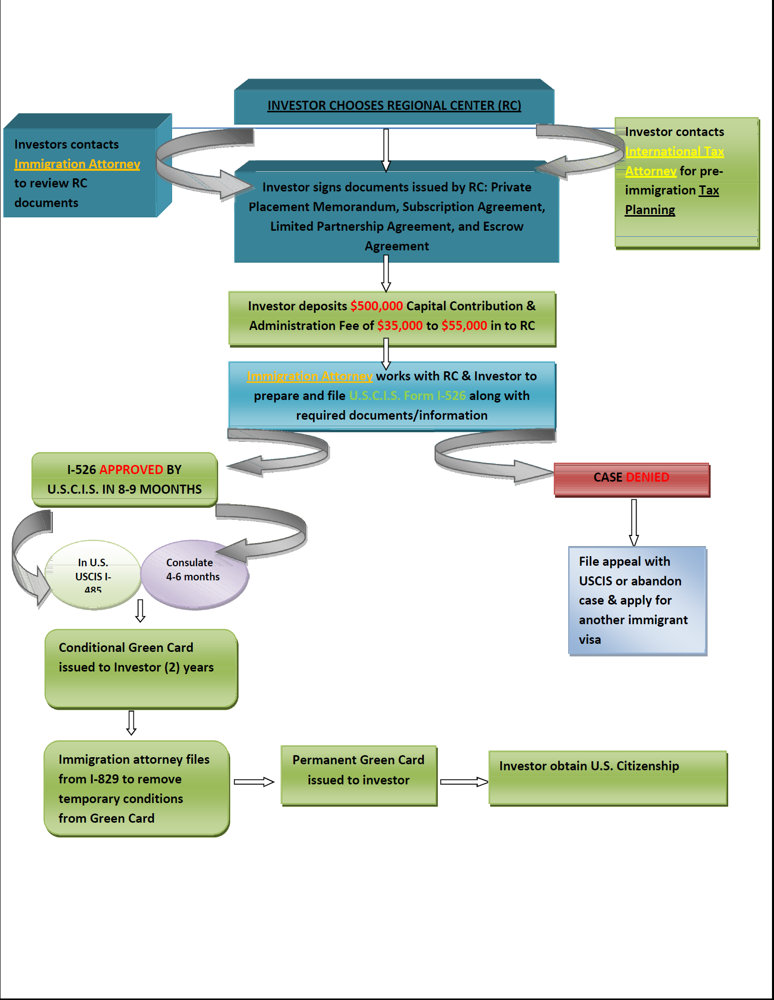 INVESTOR CHOOSES REGIONAL CENTER (RC)
Investors contacts
Immigration Attorney
to review RC
documents
Investor contacts
International Tax
Attorney for pre-
immigration Tax
Planning
Investor signs documents issued by RC: Private
Placement Memorandum, Subscription Agreement,
Limited Partnership Agreement, and Escrow
Agreement
Investor deposits $500,000 Capital Contribution &
Administration Fee of $35,000 to $55,000 in to RC
Immigration Attorney works with RC & Investor to
prepare and file U.S.C.I.S. Form I-526 along with
required documents/information
I-526 APPROVED BY
U.S.C.I.S. IN 8-9 MOONTHS
CASE DENIED
In U.S.
USCIS I-
485
Consulate
4-6 months
File appeal with
USCIS or abandon
case & apply for
another immigrant
visa
Conditional Green Card
issued to Investor (2) years
Immigration attorney files
from I-829 to remove
temporary conditions
from Green Card
Permanent Green Card
issued to investor
Investor obtain U.S. Citizenship